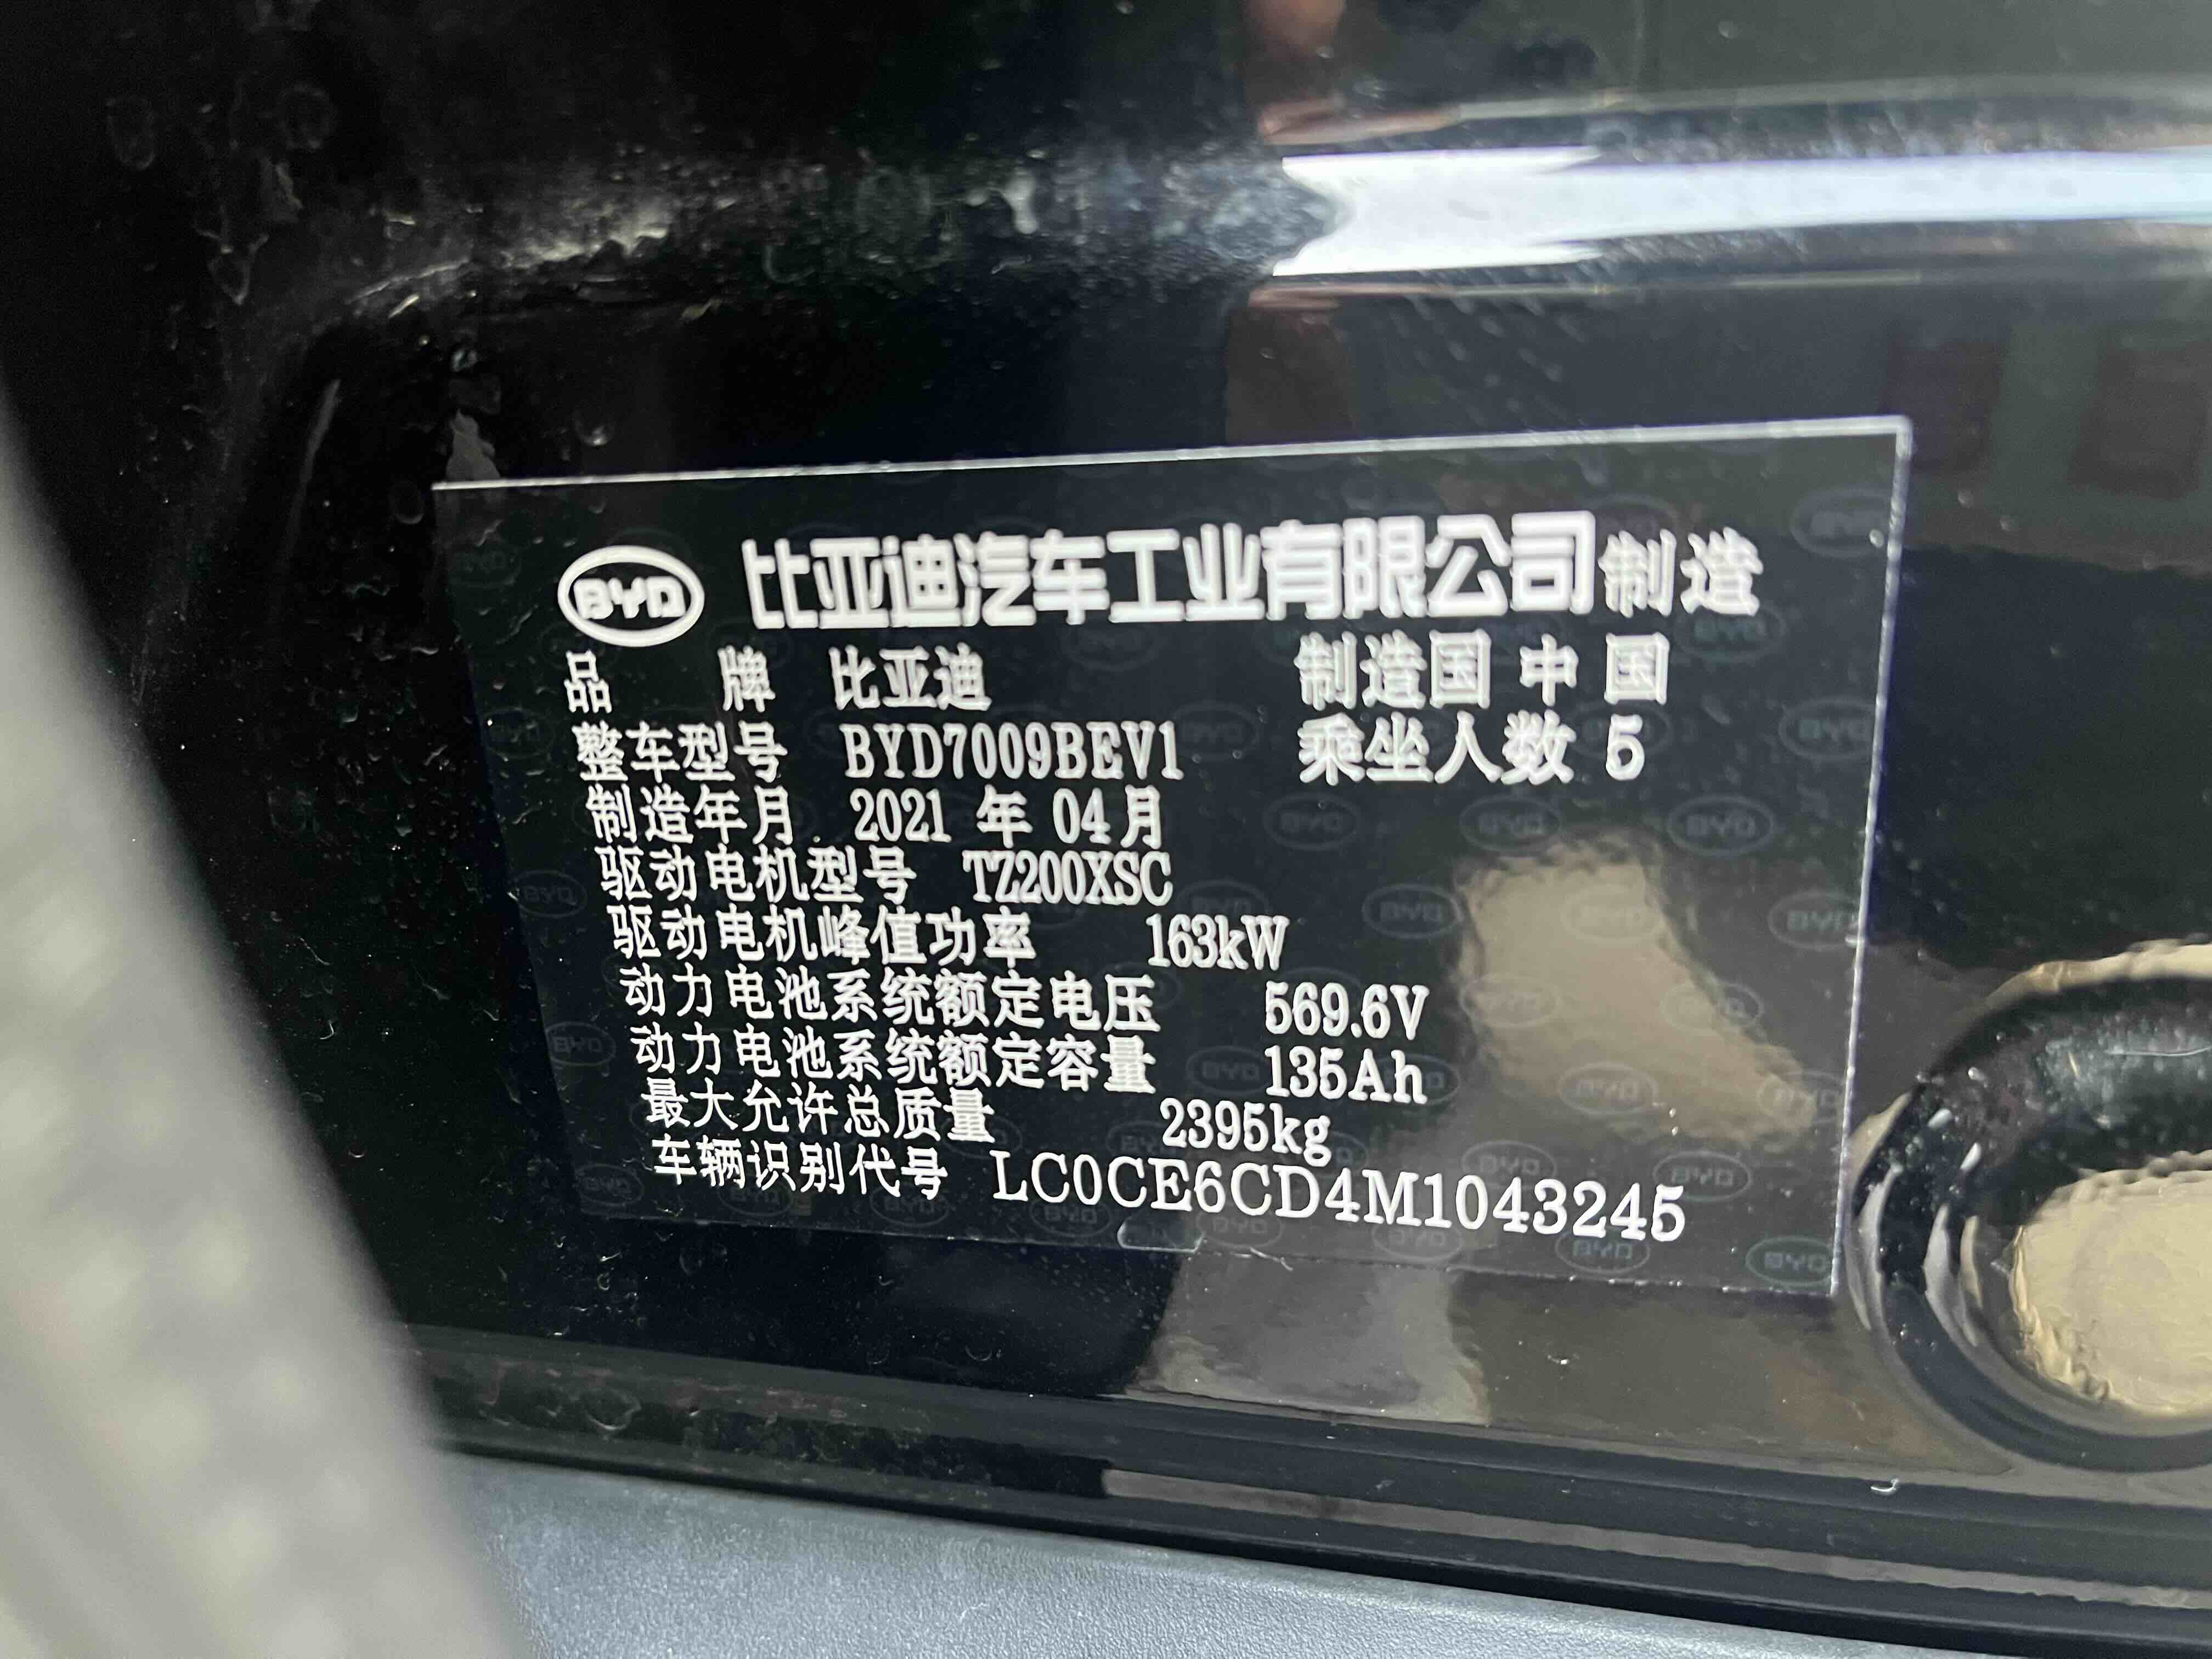 BYD 比亚迪汽车工业有限公司制造
品 牌 比亚迪 制造国 中国
整车型号 BYD7009BEV1 乘坐人数 5
制造年月 2021 年 04 月
驱动电机型号 TZ200XSC
驱动电机峰值功率 163kW
动力电池系统额定电压 569.6V
动力电池系统额定容量 135Ah
最大允许总质量 2395kg
车辆识别代号 LC0CE6CD4M1043245